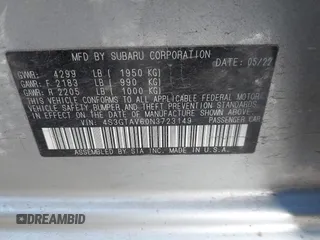 MFD BY SUBARU CORPORATION
DATE: 05/22
GVWR: 4299 LB [ 1950 KG]
GAWR: F 2183 LB [ 990 KG]
GAWR: R 2205 LB [ 1000 KG]
THIS VEHICLE CONFORMS TO ALL APPLICABLE FEDERAL MOTOR
VEHICLE SAFETY, BUMPER AND THEFT PREVENTION STANDARDS
IN EFFECT ON THE DATE OF MANUFACTURE SHOWN ABOVE.
V.I.N: 4S3GTAV60N3723149 PASSENGER CAR
ASSEMBLED BY SIA, INC. IN U.S.A.
DREAMBID